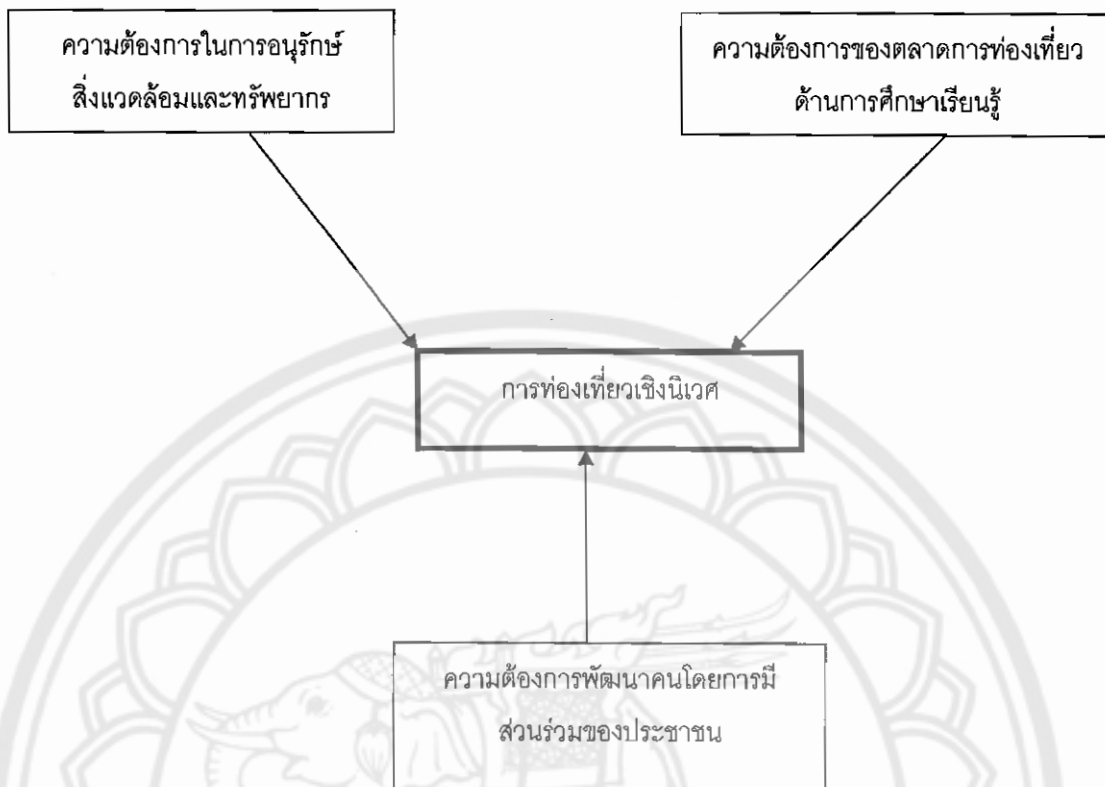 ความต้องการในการอนุรักษ์
สิ่งแวดล้อมและทรัพยากร
ความต้องการของตลาดการท่องเที่ยว
ด้านการศึกษาเรียนรู้
การท่องเที่ยวเชิงนิเวศ
ความต้องการพัฒนาคนโดยการมี
ส่วนร่วมของประชาชน